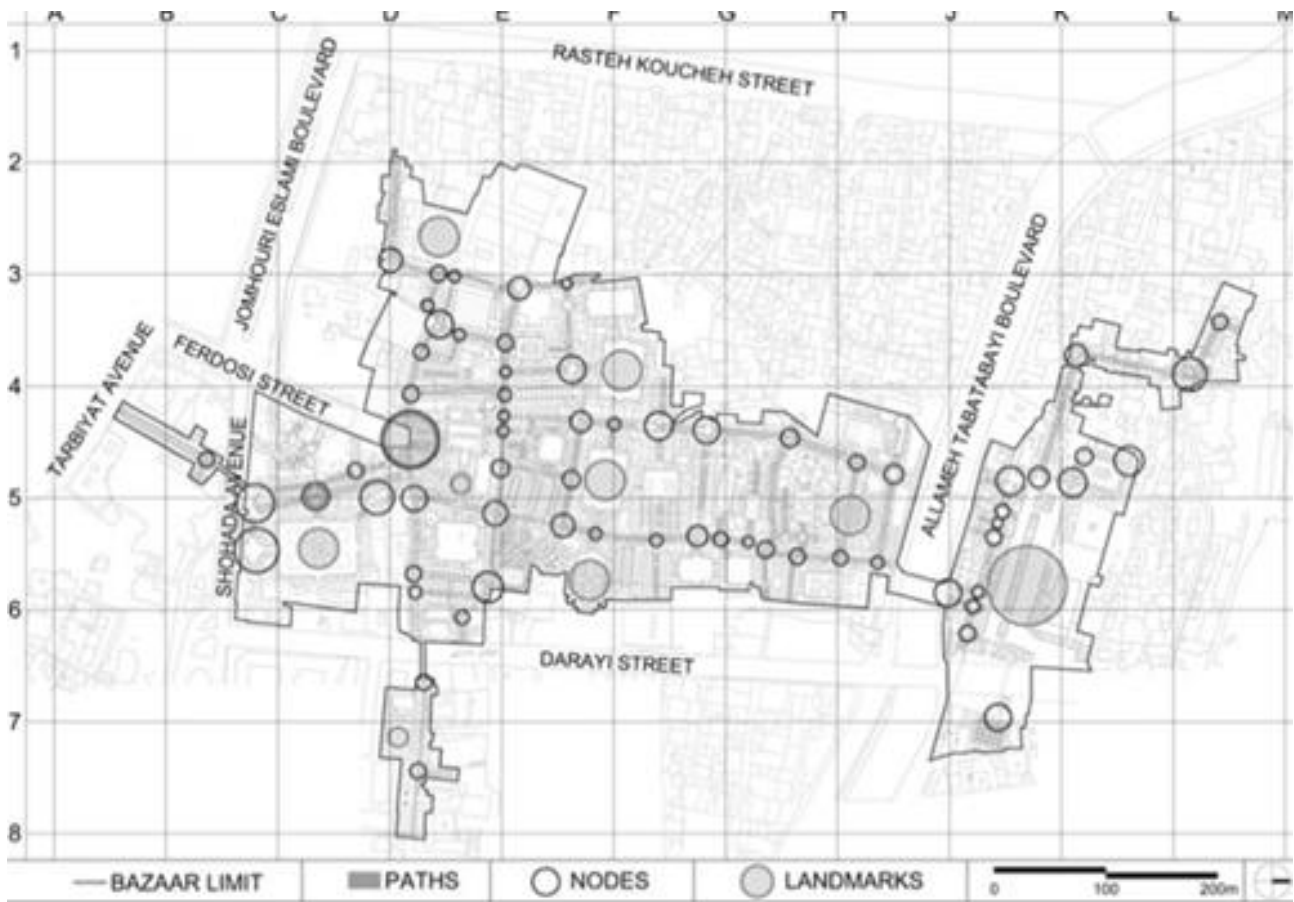 A B C D E F G H J K L M
1
RASTEH KOUCHEH STREET
2
JOMHOURI ESLAMI BOULEVARD
ALLAMEH TABATABAYI BOULEVARD
3
TARBIYAT AVENUE
FERDOSI STREET
4
SHOHADA AVENUE
5
6
DARAYI STREET
7
8
BAZAAR LIMIT PATHS NODES LANDMARKS
0 100 200m